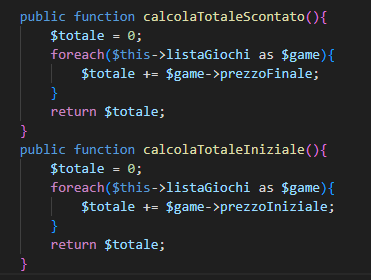 public function calcolaTotaleScontato(){
$totale = 0;
foreach($this->listaGiochi as $game){
$totale += $game->prezzoFinale;
}
return $totale;
}
public function calcolaTotaleIniziale(){
$totale = 0;
foreach($this->listaGiochi as $game){
$totale += $game->prezzoIniziale;
}
return $totale;
}